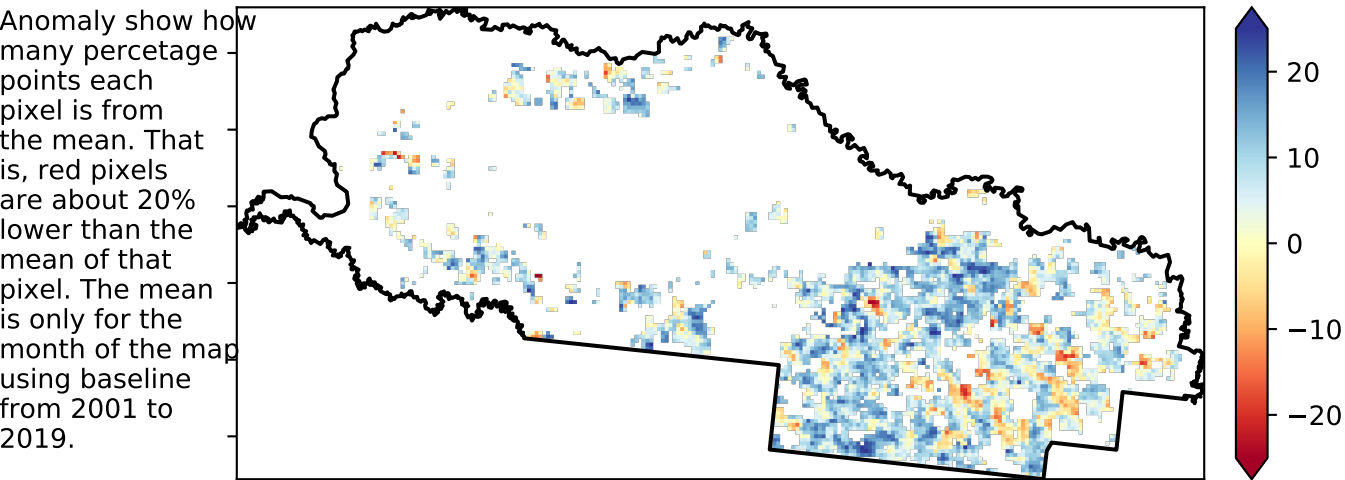 Anomaly show how
many percetage
points each
pixel is from
the mean. That
is, red pixels
are about 20%
lower than the
mean of that
pixel. The mean
is only for the
month of the map
using baseline
from 2001 to
2019.
20
10
0
−10
−20